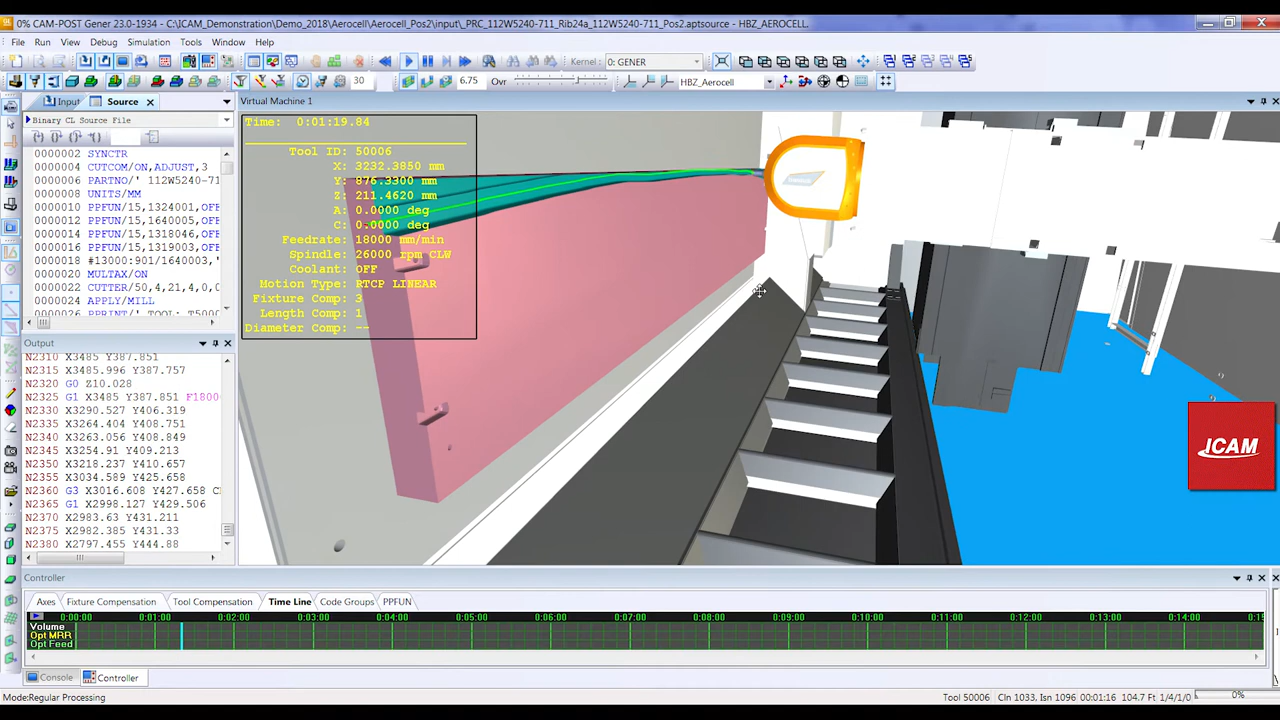 0% CAM-POST Gener 23.0-1934 - C:\ICAM_Demonstration\Demo_2018\Aerocell\Aerocell_Pos2\input\_PRC_112W5240-711_Rib24a_112W5240-711_Pos2.aptsource - HBZ_AEROCELL.
File Run View Debug Simulation Tools Window Help
Kernel : 0: GENER
30 6.75 Ovr HBZ_Aerocell
Input Source
Virtual Machine 1
Binary CL Source File
0000002 SYNCTR
0000004 CUTCOM/ON,ADJUST,3
0000006 PARTNO/' 112W5240-71
0000008 UNITS/MM
0000010 PPFUN/15,1324001,OFF
0000012 PPFUN/15,1640005,OFF
0000014 PPFUN/15,1318046,OFF
0000016 PPFUN/15,1319003,OFF
0000018 #13000:901/1640003,'
0000020 MULTAX/ON
0000022 CUTTER/50,4,21,4,0,0
0000024 APPLY/MILL
0000026 PPRINT/' TOOL: T5000
Time: 0:01:19.84
Tool ID: 50006
X: 3232.3850 mm
Y: 876.3300 mm
Z: 211.4620 mm
A: 0.0000 deg
C: 0.0000 deg
Feedrate: 18000 mm/min
Spindle: 26000 rpm CLW
Coolant: OFF
Motion Type: RTCP LINEAR
Fixture Comp: 3
Length Comp: 1
Diameter Comp: --
Output
N2310 X3485 Y387.851
N2315 X3485.996 Y387.757
N2320 G0 Z10.028
N2325 G1 X3485 Y387.851 F1800
N2330 X3290.527 Y406.319
N2335 X3264.404 Y408.751
N2340 X3263.056 Y408.849
N2345 X3254.91 Y409.213
N2350 X3218.237 Y410.657
N2355 X3034.589 Y425.658
N2360 G3 X3016.608 Y427.658 C
N2365 G1 X2998.127 Y429.506
N2370 X2983.63 Y431.211
N2375 X2982.385 Y431.33
N2380 X2797.455 Y444.88
ICAM
Controller
Axes Fixture Compensation Tool Compensation Time Line Code Groups PPFUN
0:00:00 0:01:00 0:02:00 0:03:00 0:04:00 0:05:00 0:06:00 0:07:00 0:08:00 0:09:00 0:10:00 0:11:00 0:12:00 0:13:00 0:14:00 0:15
Volume
Opt MRR
Opt Feed
Console Controller
Mode:Regular Processing
Tool 50006 Cln 1033, Isn 1096 00:01:16 104.7 Ft 1/4/1/0 0%